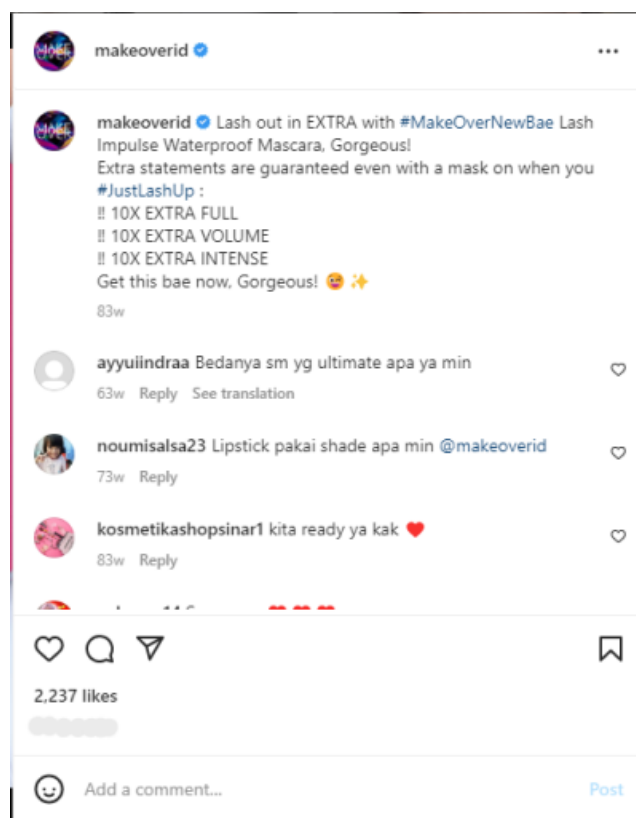 makeoverid
makeoverid Lash out in EXTRA with #MakeOverNewBae Lash
Impulse Waterproof Mascara, Gorgeous!
Extra statements are guaranteed even with a mask on when you
#JustLashUp :
‼ 10X EXTRA FULL
‼ 10X EXTRA VOLUME
‼ 10X EXTRA INTENSE
Get this bae now, Gorgeous! 😜 ✨
83w
ayyuiindraa Bedanya sm yg ultimate apa ya min
63w Reply See translation
noumisalsa23 Lipstick pakai shade apa min @makeoverid
73w Reply
kosmetikashopsinar1 kita ready ya kak ❤️
83w Reply
2,237 likes
Add a comment...
Post